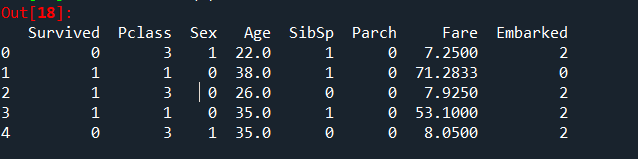 Out[18]:
Survived Pclass Sex Age SibSp Parch Fare Embarked
0 0 3 1 22.0 1 0 7.2500 2
1 1 1 0 38.0 1 0 71.2833 0
2 1 3 0 26.0 0 0 7.9250 2
3 1 1 0 35.0 1 0 53.1000 2
4 0 3 1 35.0 0 0 8.0500 2